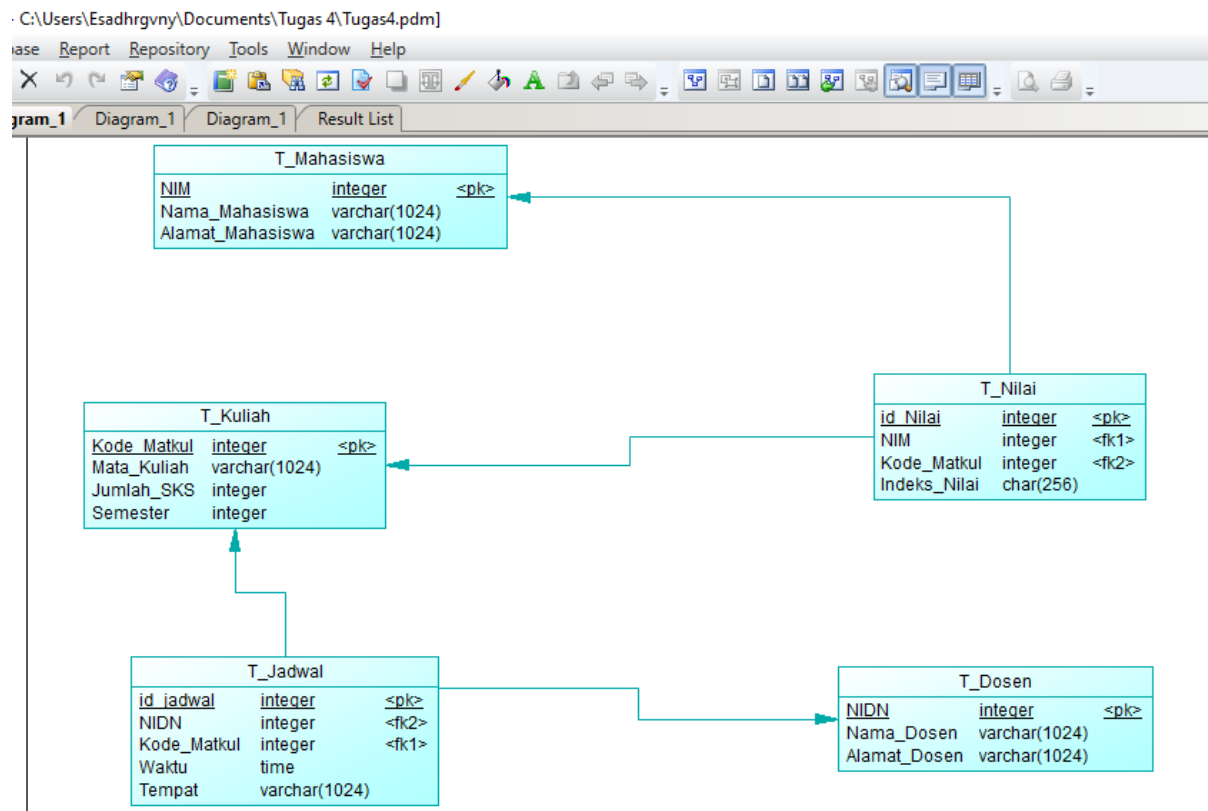 - C:\Users\Esadhrgvny\Documents\Tugas 4\Tugas4.pdm]
ase Report Repository Tools Window Help
gram_1 Diagram_1 Diagram_1 Result List
T_Mahasiswa
NIM integer <pk>
Nama_Mahasiswa varchar(1024)
Alamat_Mahasiswa varchar(1024)
T_Nilai
id_Nilai integer <pk>
NIM integer <fk1>
Kode_Matkul integer <fk2>
Indeks_Nilai char(256)
T_Kuliah
Kode_Matkul integer <pk>
Mata_Kuliah varchar(1024)
Jumlah_SKS integer
Semester integer
T_Jadwal
id_jadwal integer <pk>
NIDN integer <fk2>
Kode_Matkul integer <fk1>
Waktu time
Tempat varchar(1024)
T_Dosen
NIDN integer <pk>
Nama_Dosen varchar(1024)
Alamat_Dosen varchar(1024)